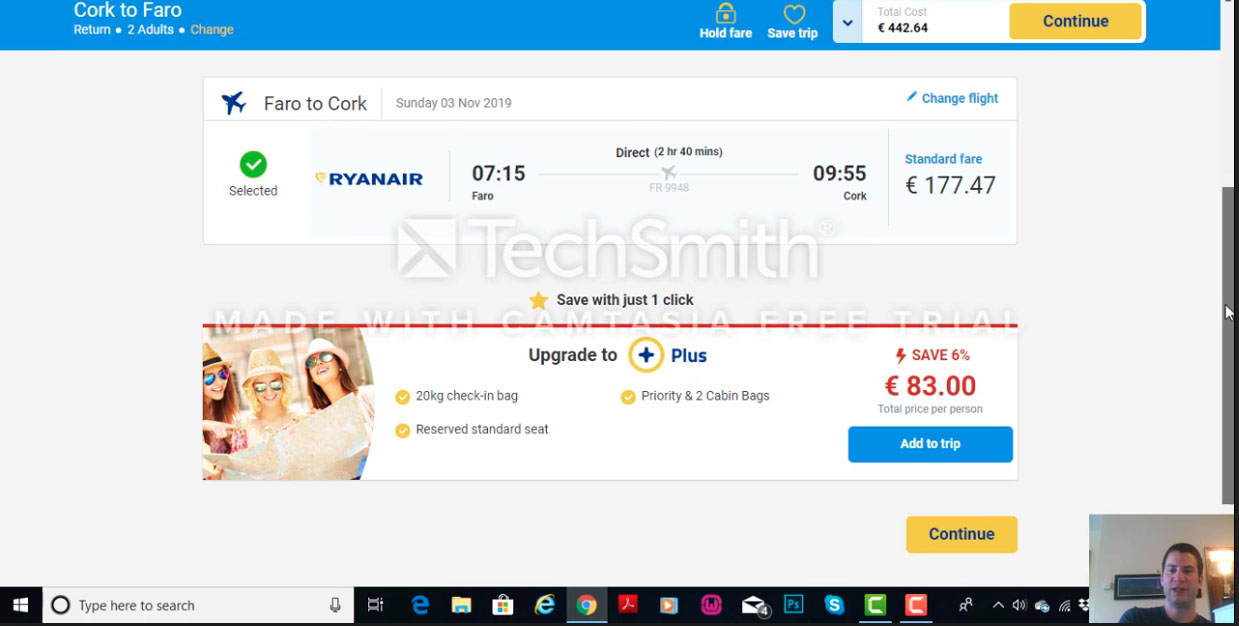 Cork to Faro
Return • 2 Adults • Change
Hold fare
Save trip
Total Cost
€ 442.64
Continue
Faro to Cork
Sunday 03 Nov 2019
Change flight
Selected
RYANAIR
07:15
Faro
Direct (2 hr 40 mins)
FR 9948
09:55
Cork
Standard fare
€ 177.47
TechSmith®
MADE WITH CAMTASIA FREE TRIAL
Save with just 1 click
Upgrade to + Plus
20kg check-in bag
Priority & 2 Cabin Bags
Reserved standard seat
SAVE 6%
€ 83.00
Total price per person
Add to trip
Continue
Type here to search
4
Ps